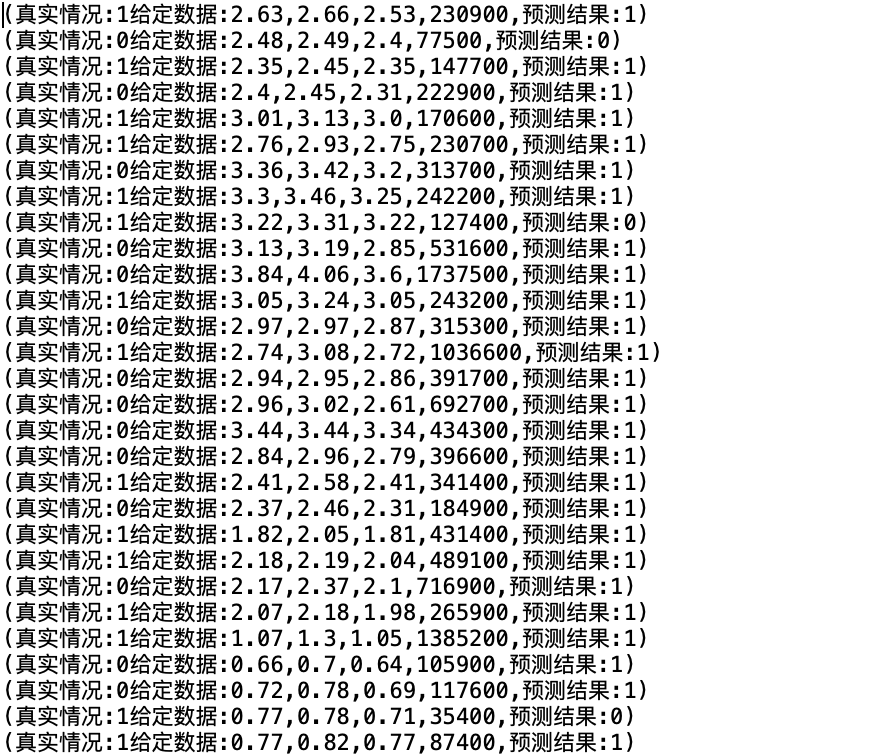 (真实情况:1给定数据:2.63,2.66,2.53,230900,预测结果:1)
(真实情况:0给定数据:2.48,2.49,2.4,77500,预测结果:0)
(真实情况:1给定数据:2.35,2.45,2.35,147700,预测结果:1)
(真实情况:0给定数据:2.4,2.45,2.31,222900,预测结果:1)
(真实情况:1给定数据:3.01,3.13,3.0,170600,预测结果:1)
(真实情况:1给定数据:2.76,2.93,2.75,230700,预测结果:1)
(真实情况:0给定数据:3.36,3.42,3.2,313700,预测结果:1)
(真实情况:1给定数据:3.3,3.46,3.25,242200,预测结果:1)
(真实情况:1给定数据:3.22,3.31,3.22,127400,预测结果:0)
(真实情况:0给定数据:3.13,3.19,2.85,531600,预测结果:1)
(真实情况:0给定数据:3.84,4.06,3.6,1737500,预测结果:1)
(真实情况:1给定数据:3.05,3.24,3.05,243200,预测结果:1)
(真实情况:0给定数据:2.97,2.97,2.87,315300,预测结果:1)
(真实情况:1给定数据:2.74,3.08,2.72,1036600,预测结果:1)
(真实情况:0给定数据:2.94,2.95,2.86,391700,预测结果:1)
(真实情况:0给定数据:2.96,3.02,2.61,692700,预测结果:1)
(真实情况:0给定数据:3.44,3.44,3.34,434300,预测结果:1)
(真实情况:0给定数据:2.84,2.96,2.79,396600,预测结果:1)
(真实情况:1给定数据:2.41,2.58,2.41,341400,预测结果:1)
(真实情况:0给定数据:2.37,2.46,2.31,184900,预测结果:1)
(真实情况:1给定数据:1.82,2.05,1.81,431400,预测结果:1)
(真实情况:1给定数据:2.18,2.19,2.04,489100,预测结果:1)
(真实情况:0给定数据:2.17,2.37,2.1,716900,预测结果:1)
(真实情况:1给定数据:2.07,2.18,1.98,265900,预测结果:1)
(真实情况:1给定数据:1.07,1.3,1.05,1385200,预测结果:1)
(真实情况:0给定数据:0.66,0.7,0.64,105900,预测结果:1)
(真实情况:0给定数据:0.72,0.78,0.69,117600,预测结果:1)
(真实情况:1给定数据:0.77,0.78,0.71,35400,预测结果:0)
(真实情况:1给定数据:0.77,0.82,0.77,87400,预测结果:1)